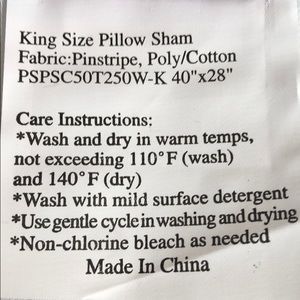 King Size Pillow Sham
Fabric:Pinstripe, Poly/Cotton
PSPSC50T250W-K 40"x28"
Care Instructions:
*Wash and dry in warm temps,
not exceeding 110°F (wash)
and 140°F (dry)
*Wash with mild surface detergent
*Use gentle cycle in washing and drying
*Non-chlorine bleach as needed
Made In China